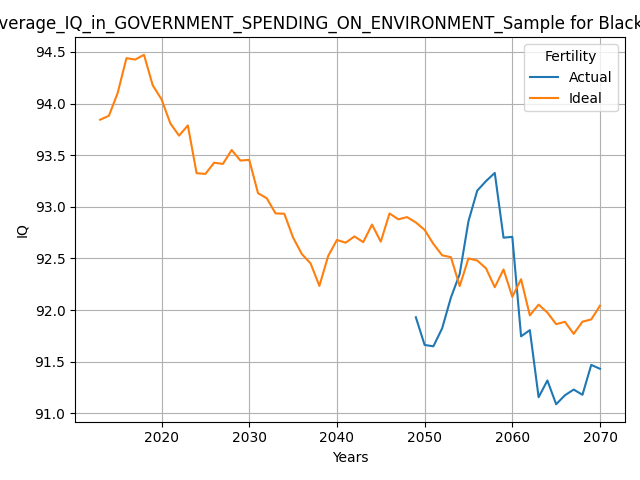 verage_IQ_in_GOVERNMENT_SPENDING_ON_ENVIRONMENT_Sample for Black
94.5
94.0
93.5
93.0
92.5
92.0
91.5
91.0
IQ
Fertility
Actual
Ideal
2020 2030 2040 2050 2060 2070
Years